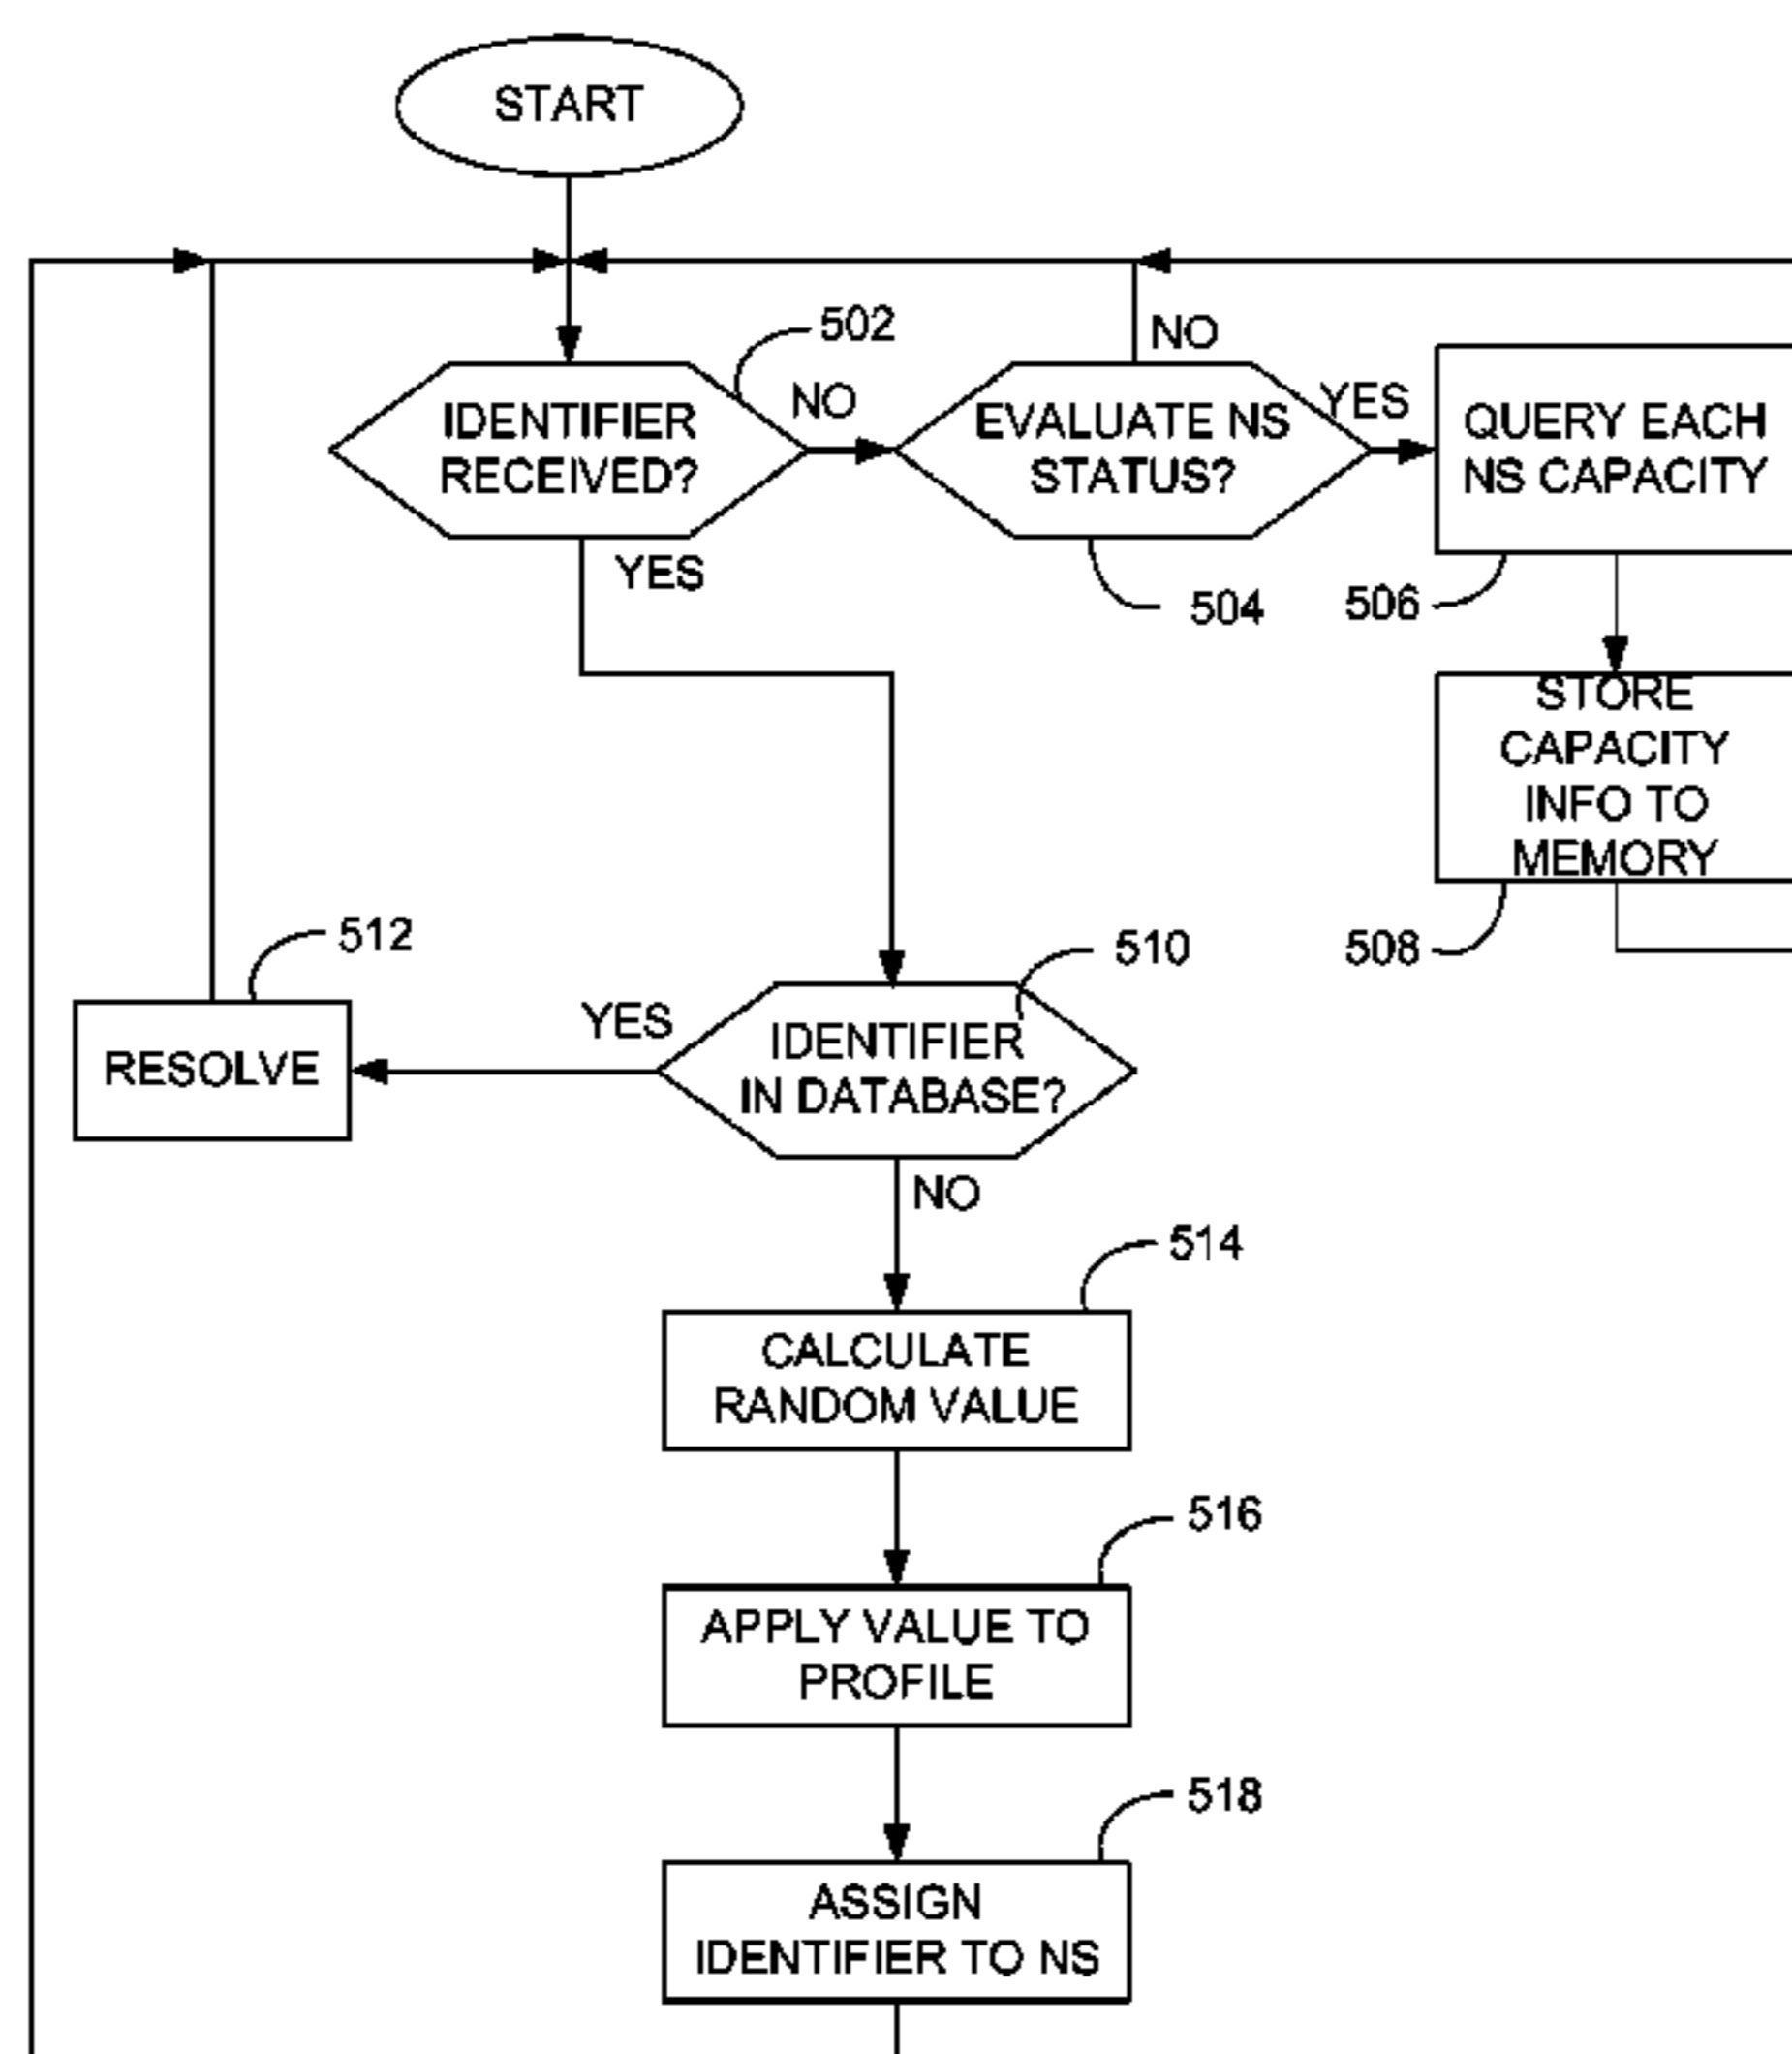 START
502
NO
NO
YES
IDENTIFIER
RECEIVED?
EVALUATE NS
STATUS?
QUERY EACH
NS CAPACITY
YES
504
506
STORE
CAPACITY
INFO TO
MEMORY
512
510
508
YES
RESOLVE
IDENTIFIER
IN DATABASE?
NO
514
CALCULATE
RANDOM VALUE
516
APPLY VALUE TO
PROFILE
518
ASSIGN
IDENTIFIER TO NS